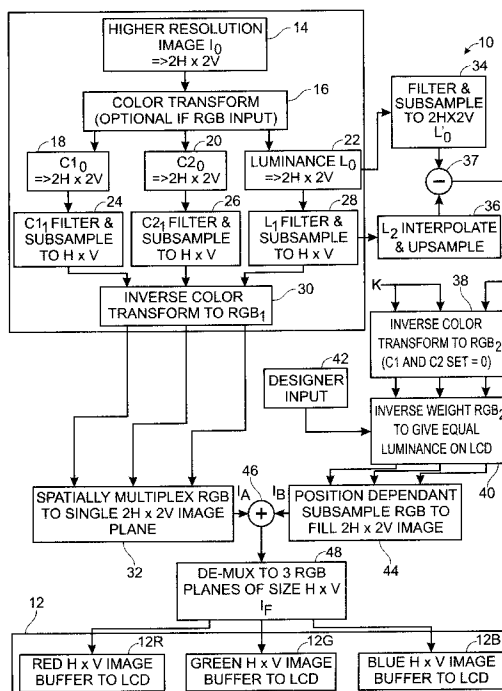 HIGHER RESOLUTION
IMAGE I0
=>2H x 2V
14
10
34
FILTER &
SUBSAMPLE
TO 2HX2V
L'0
16
COLOR TRANSFORM
(OPTIONAL IF RGB INPUT)
18
C10
=>2H x 2V
20
C20
=>2H x 2V
22
LUMINANCE L0
=>2H x 2V
37
−
24
C11 FILTER &
SUBSAMPLE
TO H x V
26
C21 FILTER &
SUBSAMPLE
TO H x V
28
L1 FILTER &
SUBSAMPLE
TO H x V
36
L2 INTERPOLATE
& UPSAMPLE
INVERSE COLOR
TRANSFORM TO RGB1
30
K
38
INVERSE COLOR
TRANSFORM TO RGB2
(C1 AND C2 SET = 0)
42
DESIGNER
INPUT
INVERSE WEIGHT RGB2
TO GIVE EQUAL
LUMINANCE ON LCD
40
SPATIALLY MULTIPLEX RGB
TO SINGLE 2H x 2V IMAGE
PLANE
32
IA
46
+
IB
POSITION DEPENDANT
SUBSAMPLE RGB TO
FILL 2H x 2V IMAGE
44
48
DE-MUX TO 3 RGB
PLANES OF SIZE H x V
IF
12
12R
RED H x V IMAGE
BUFFER TO LCD
12G
GREEN H x V IMAGE
BUFFER TO LCD
12B
BLUE H x V IMAGE
BUFFER TO LCD